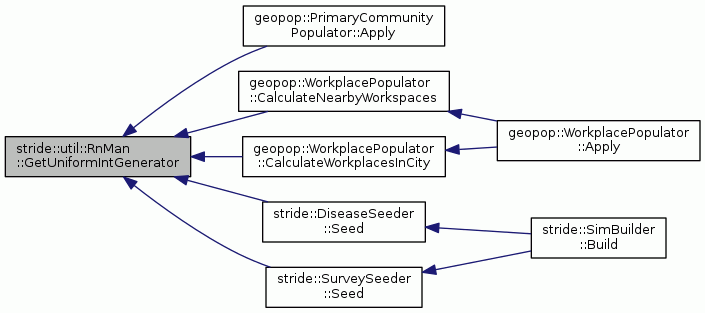 geopop::PrimaryCommunity
Populator::Apply
geopop::WorkplacePopulator
::CalculateNearbyWorkspaces
geopop::WorkplacePopulator
::Apply
stride::util::RnMan
::GetUniformIntGenerator
geopop::WorkplacePopulator
::CalculateWorkplacesInCity
stride::DiseaseSeeder
::Seed
stride::SimBuilder
::Build
stride::SurveySeeder
::Seed